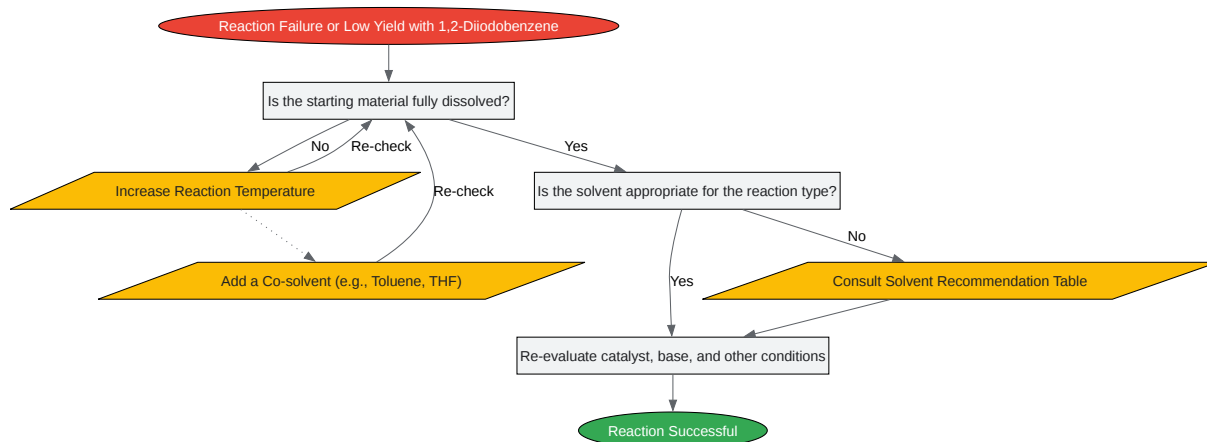 Reaction Failure or Low Yield with 1,2-Diiodobenzene
Is the starting material fully dissolved?
No
Re-check
Yes
Increase Reaction Temperature
Re-check
Is the solvent appropriate for the reaction type?
No
Add a Co-solvent (e.g., Toluene, THF)
Yes
Consult Solvent Recommendation Table
Re-evaluate catalyst, base, and other conditions
Reaction Successful